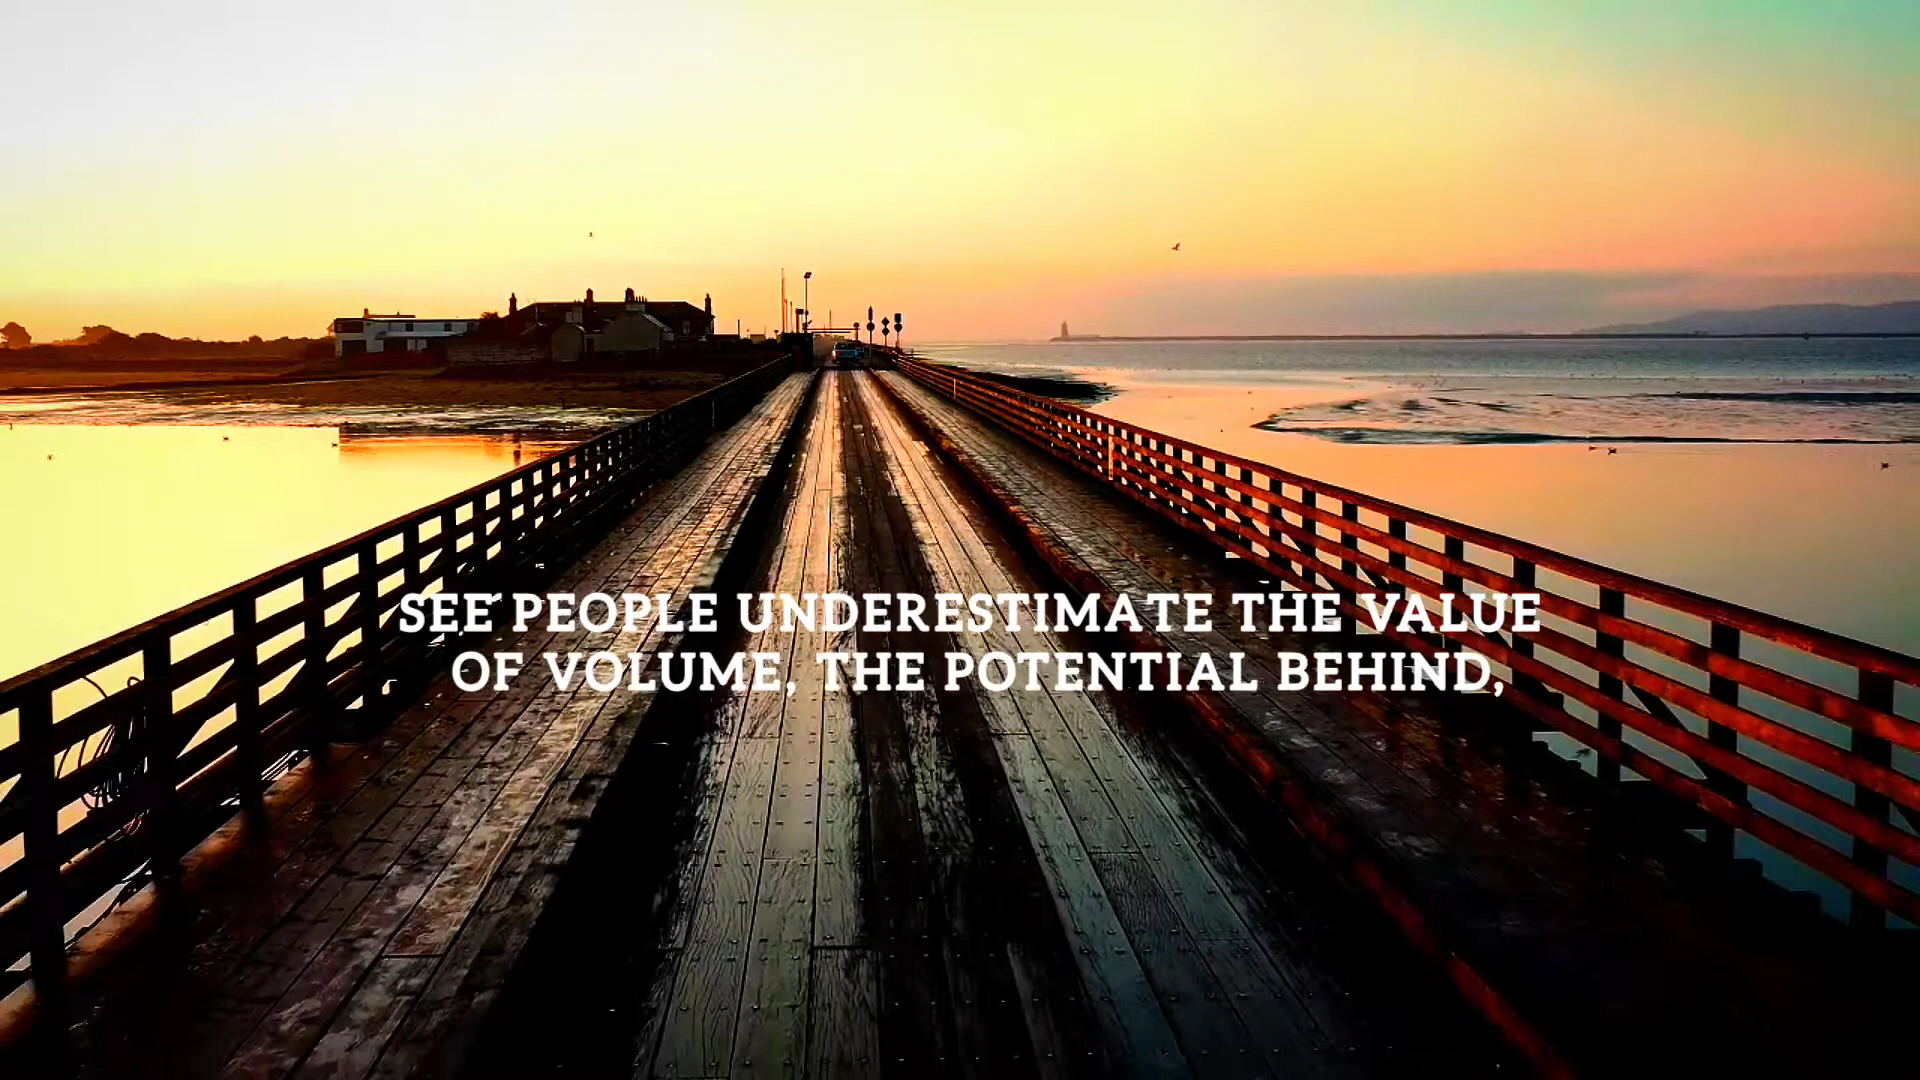 SEE PEOPLE UNDERESTIMATE THE VALUE
OF VOLUME, THE POTENTIAL BEHIND,